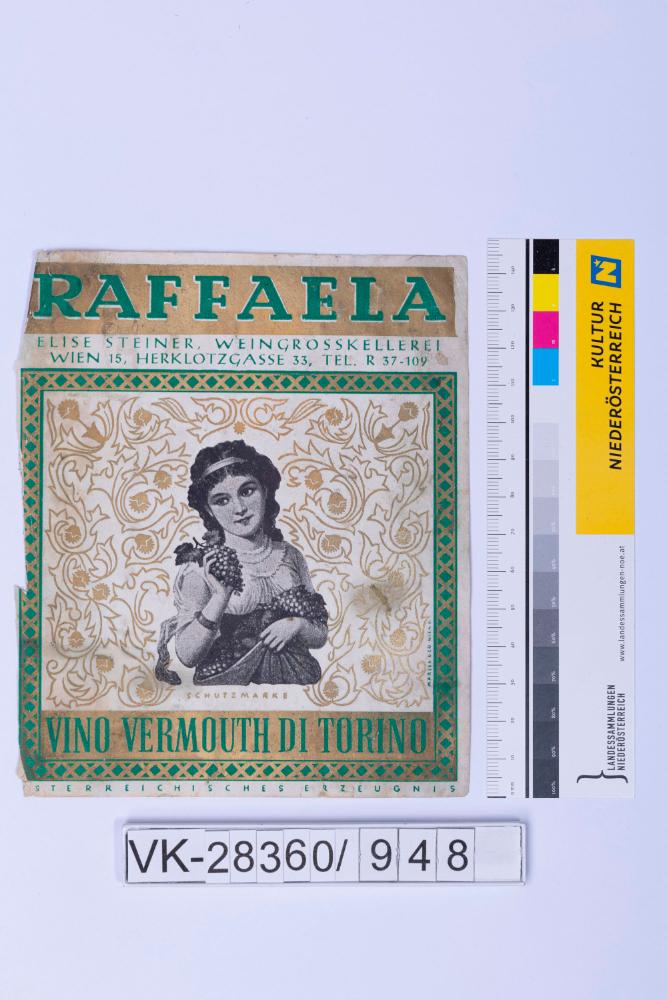 RAFFAELA
ELISE STEINER, WEINGROSSKELLEREI
WIEN 15, HERKLOTZGASSE 33, TEL. R 37-109
SCHUTZMARKE
VINO VERMOUTH DI TORINO
STERREICHISCHES ERZEUGNIS
VK-28360/ 948
KULTUR
NIEDERÖSTERREICH
www.landessammlungen-noe.at
LANDESSAMMLUNGEN
NIEDERÖSTERREICH